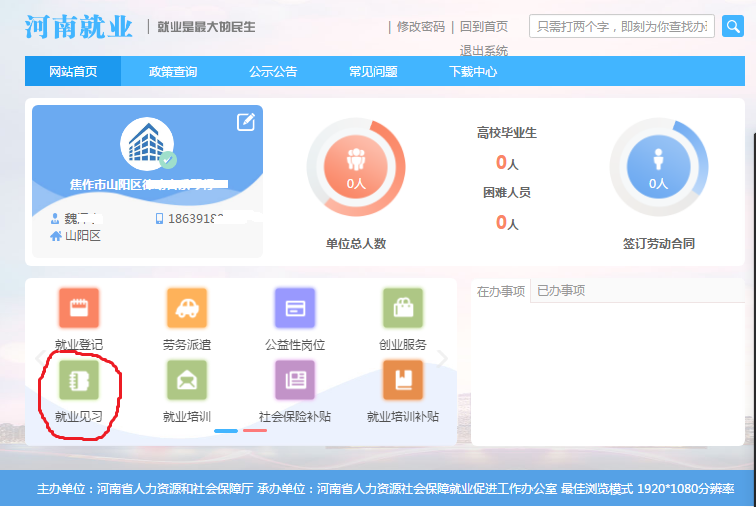 河南就业 | 就业是最大的民生
| 修改密码 | 回到首页
只需打两个字，即刻为你查找办
退出系统
网站首页 政策查询 公示公告 常见问题 下载中心
焦作市山阳区
魏 1863918
山阳区
0人
单位总人数
高校毕业生
0人
困难人员
0人
0人
签订劳动合同
就业登记 劳务派遣 公益性岗位 创业服务
就业见习 就业培训 社会保险补贴 就业培训补贴
在办事项 已办事项
主办单位：河南省人力资源和社会保障厅 承办单位：河南省人力资源社会保障就业促进工作办公室 最佳浏览模式 1920*1080分辨率